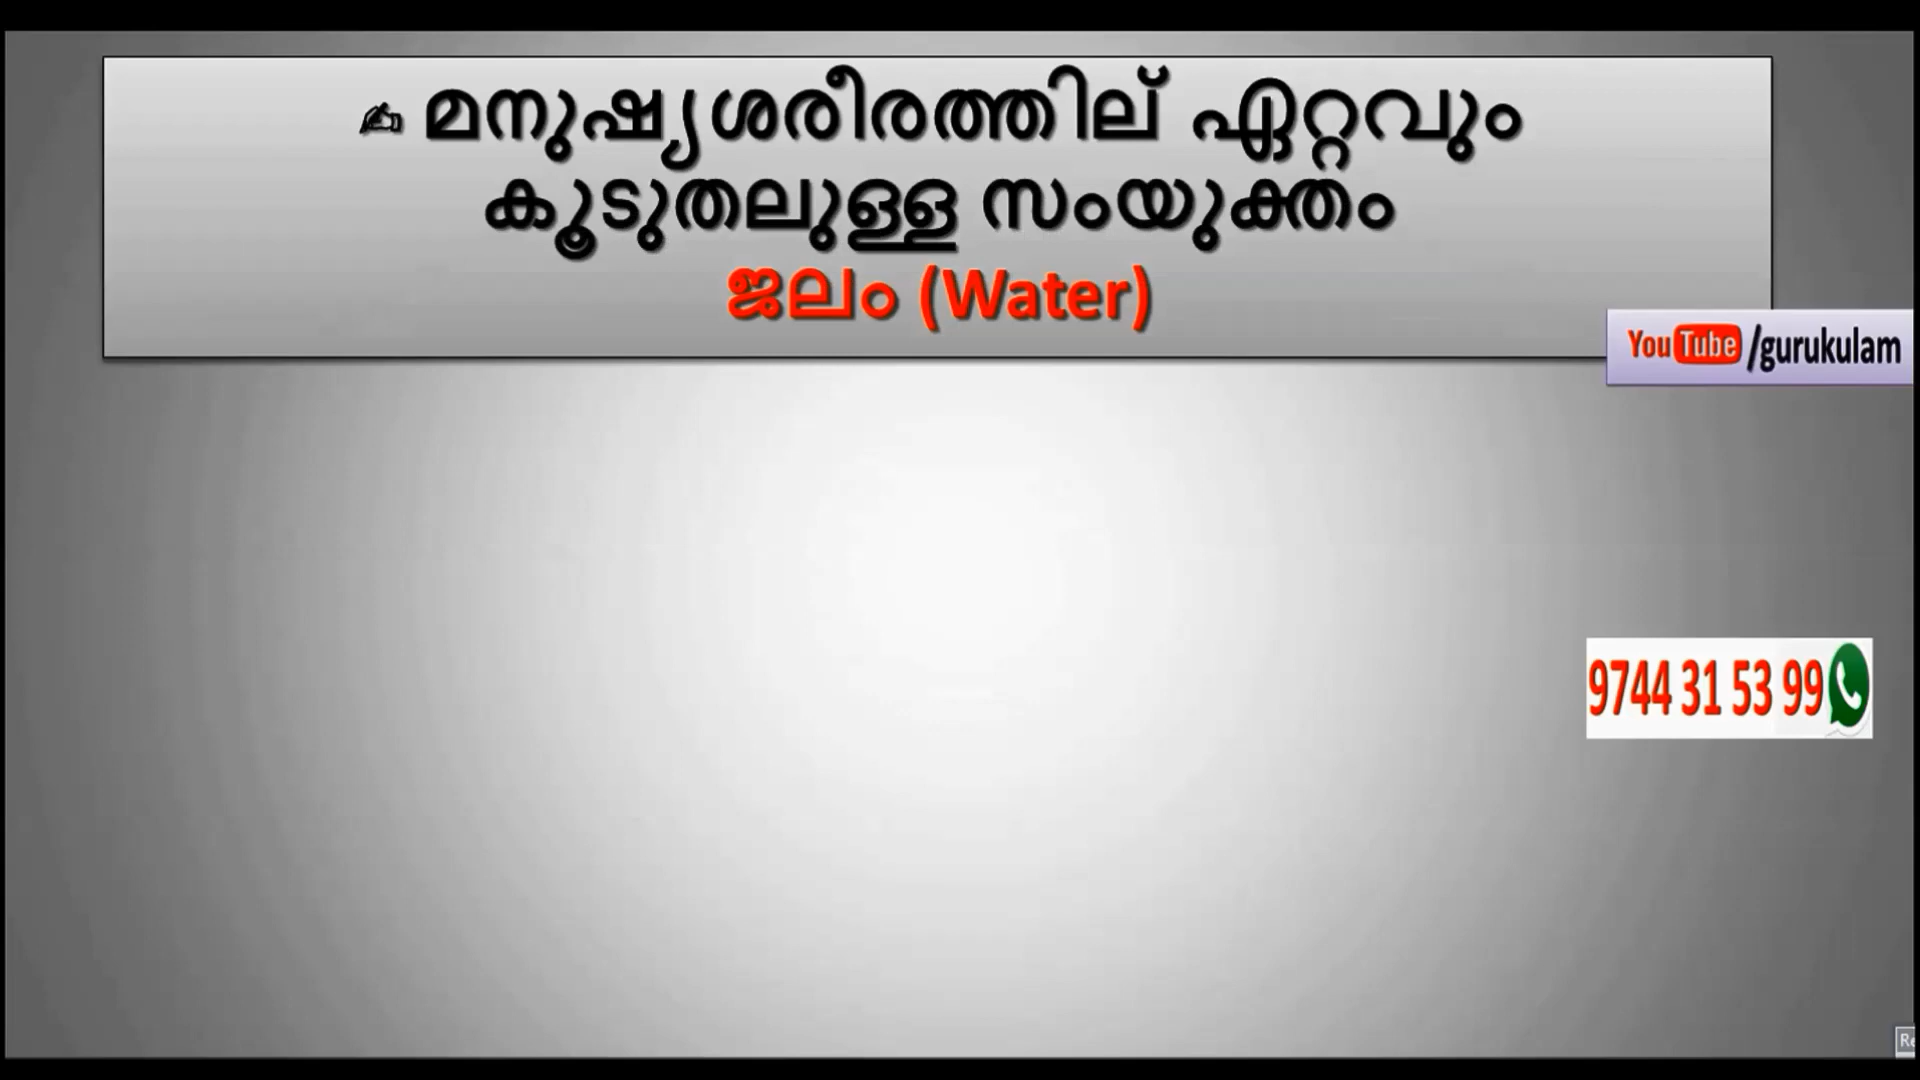 ✍ മനുഷ്യശരീരത്തില് ഏറ്റവും
കൂടുതലുള്ള സംയുക്തം
ജലം (Water)
YouTube/gurukulam
9744 31 53 99